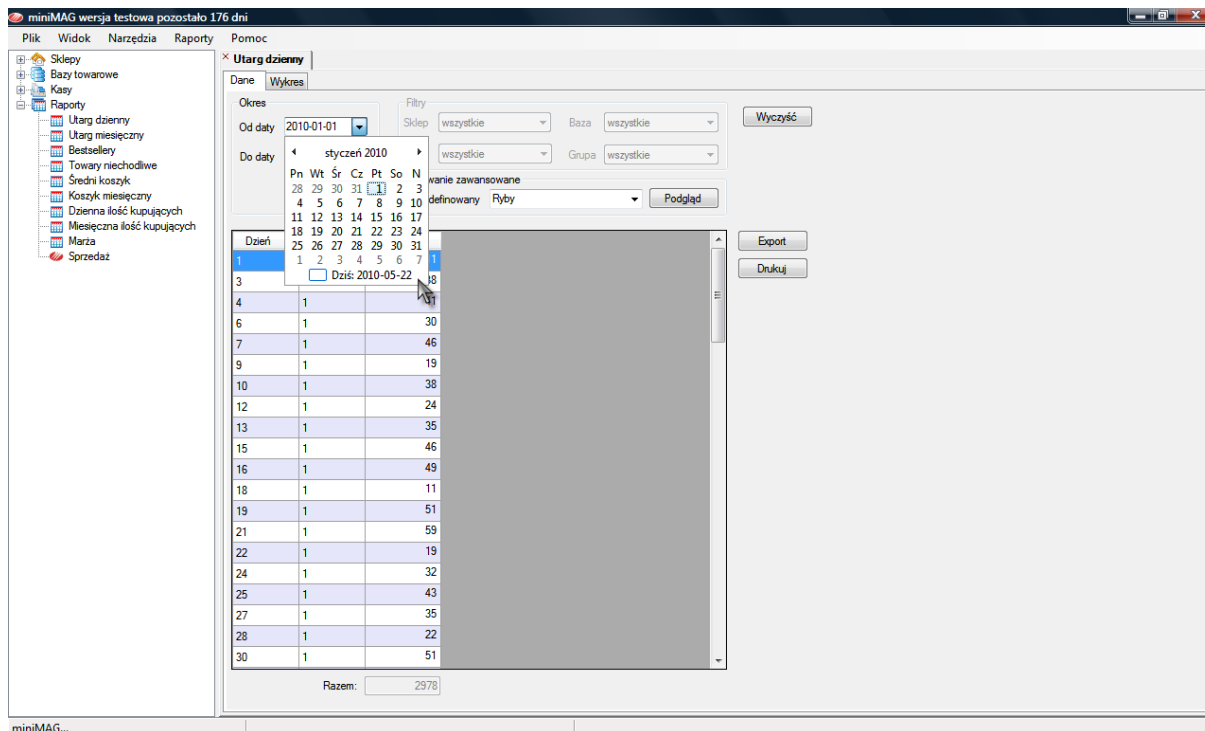 miniMAG wersja testowa pozostało 176 dni
Plik Widok Narzędzia Raporty Pomoc
Sklepy
Bazy towarowe
Kasy
Raporty
Utarg dzienny
Utarg miesięczny
Bestsellery
Towary niechodliwe
Średni koszyk
Koszyk miesięczny
Dzienna ilość kupujących
Miesięczna ilość kupujących
Marża
Sprzedaż
Utarg dzienny
Dane Wykres
Okres Filtry
Od daty 2010-01-01 Sklep wszystkie Baza wszystkie Wyczyść
Do daty wszystkie Grupa wszystkie
styczeń 2010
Pn Wt Śr Cz Pt So N
28 29 30 31 1 2 3
4 5 6 7 8 9 10
11 12 13 14 15 16 17
18 19 20 21 22 23 24
25 26 27 28 29 30 31
1 2 3 4 5 6 7
Dziś: 2010-05-22
zawansowane
definowany Ryby Podgląd
Export
Drukuj
Dzień
1
3
4 1
6 1 30
7 1 46
9 1 19
10 1 38
12 1 24
13 1 35
15 1 46
16 1 49
18 1 11
19 1 51
21 1 59
22 1 19
24 1 32
25 1 43
27 1 35
28 1 22
30 1 51
Razem: 2978
miniMAG...